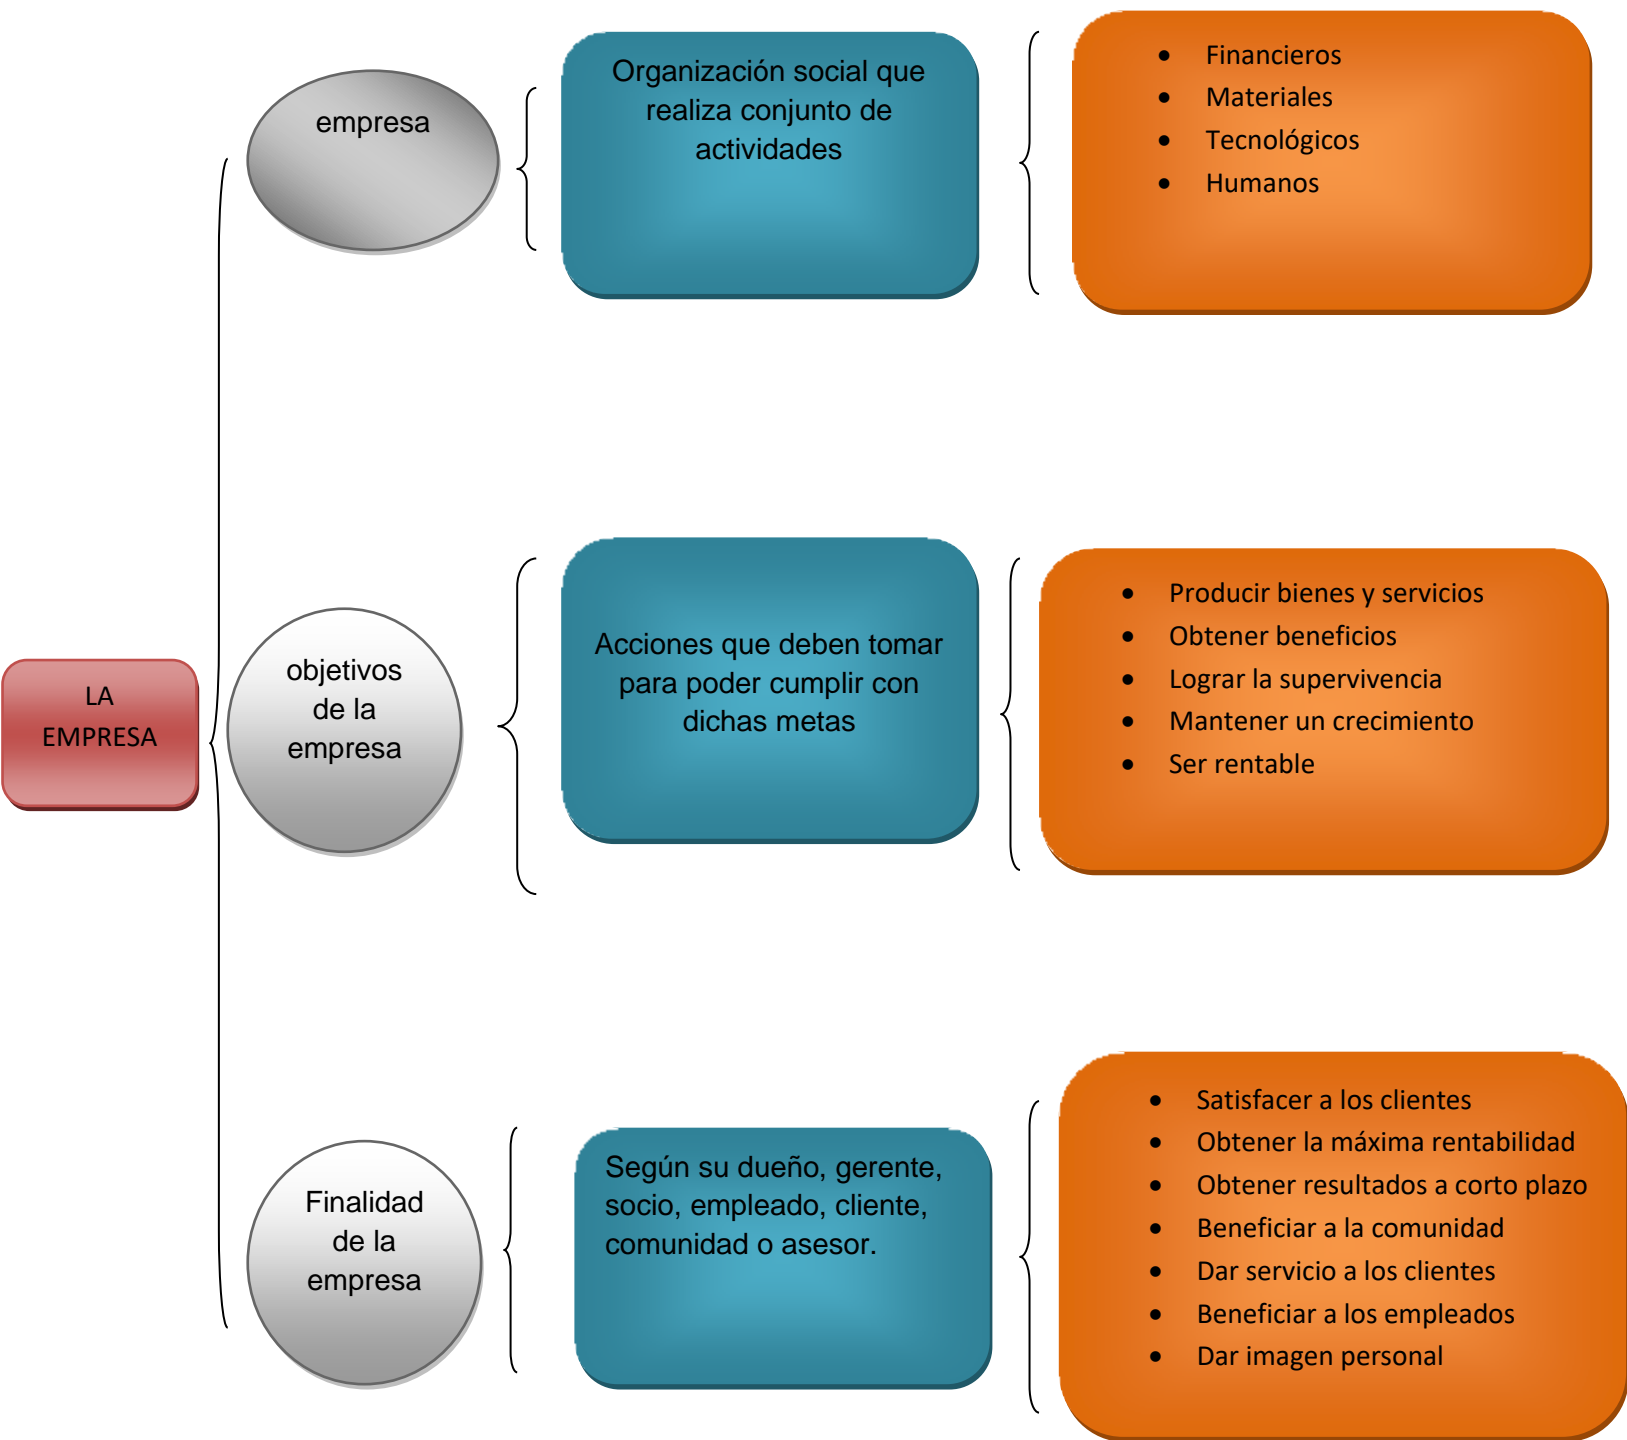 LA
EMPRESA
empresa
Organización social que
realiza conjunto de
actividades
Financieros
Materiales
Tecnológicos
Humanos
objetivos
de la
empresa
Acciones que deben tomar
para poder cumplir con
dichas metas
Producir bienes y servicios
Obtener beneficios
Lograr la supervivencia
Mantener un crecimiento
Ser rentable
Finalidad
de la
empresa
Según su dueño, gerente,
socio, empleado, cliente,
comunidad o asesor.
Satisfacer a los clientes
Obtener la máxima rentabilidad
Obtener resultados a corto plazo
Beneficiar a la comunidad
Dar servicio a los clientes
Beneficiar a los empleados
Dar imagen personal